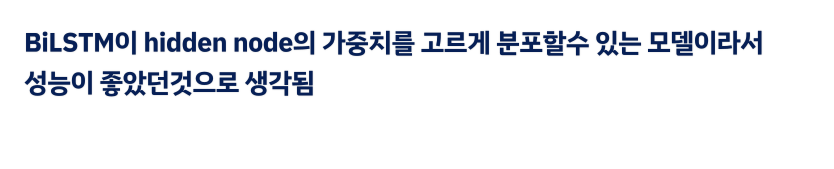 BiLSTM이 hidden node의 가중치를 고르게 분포할수 있는 모델이라서
성능이 좋았던것으로 생각됨